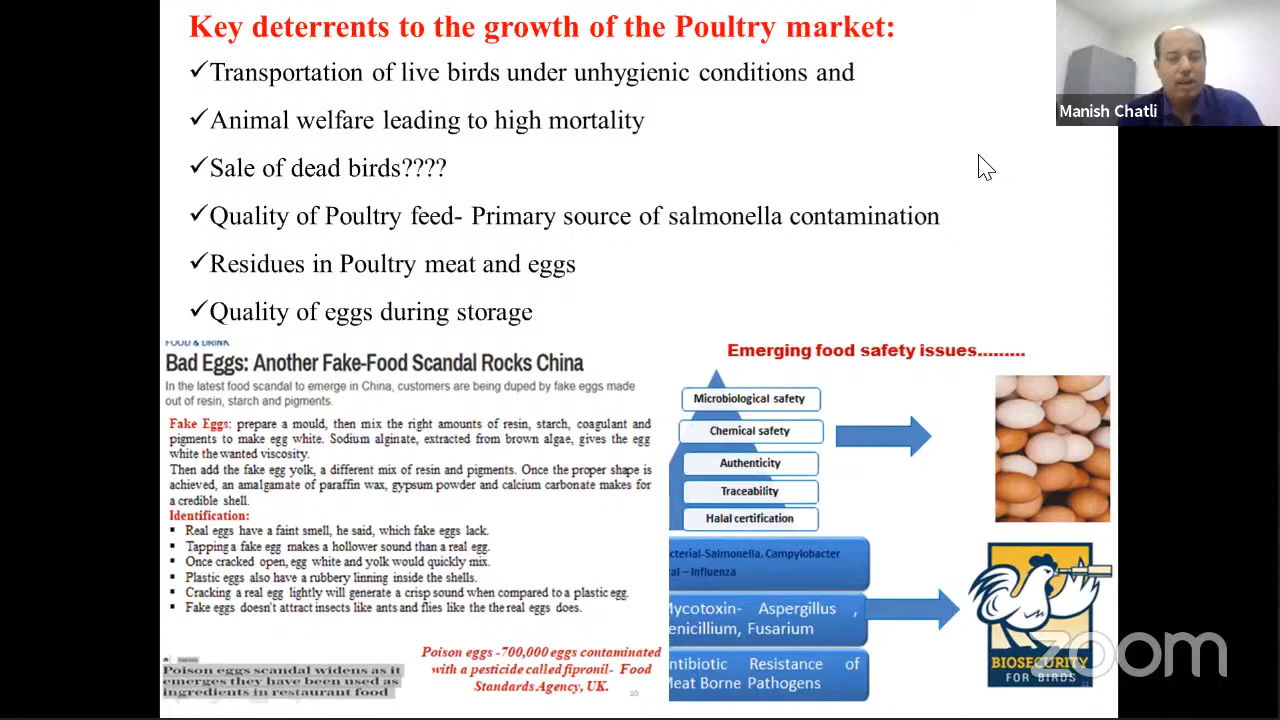 Key deterrents to the growth of the Poultry market:
✓Transportation of live birds under unhygienic conditions and
✓Animal welfare leading to high mortality
✓Sale of dead birds????
✓Quality of Poultry feed- Primary source of salmonella contamination
✓Residues in Poultry meat and eggs
✓Quality of eggs during storage
Manish Chatli
FOOD & DRINK
Bad Eggs: Another Fake-Food Scandal Rocks China
In the latest food scandal to emerge in China, customers are being duped by fake eggs made
out of resin, starch and pigments.
Fake Eggs: prepare a mould, then mix the right amounts of resin, starch, coagulant and
pigments to make egg white. Sodium alginate, extracted from brown algae, gives the egg
white the wanted viscosity.
Then add the fake egg yolk, a different mix of resin and pigments. Once the proper shape is
achieved, an amalgamate of paraffin wax, gypsum powder and calcium carbonate makes for
a credible shell.
Identification:
▪ Real eggs have a faint smell, he said, which fake eggs lack.
▪ Tapping a fake egg makes a hollower sound than a real egg.
▪ Once cracked open, egg white and yolk would quickly mix.
▪ Plastic eggs also have a rubbery linning inside the shells.
▪ Cracking a real egg lightly will generate a crisp sound when compared to a plastic egg.
▪ Fake eggs doesn't attract insects like ants and flies like the the real eggs does.
Poison eggs scandal widens as it
emerges they have been used as
ingredients in restaurant food
Poison eggs -700,000 eggs contaminated
with a pesticide called fipronil- Food
Standards Agency, UK.
10
Emerging food safety issues.........
Microbiological safety
Chemical safety
Authenticity
Traceability
Halal certification
acterial-Salmonella, Campylobacter
al – Influenza
Mycotoxin- Aspergillus ,
enicillium, Fusarium
ntibiotic Resistance of
Meat Borne Pathogens
BIOSECURITY
FOR BIRDS
11
zoom